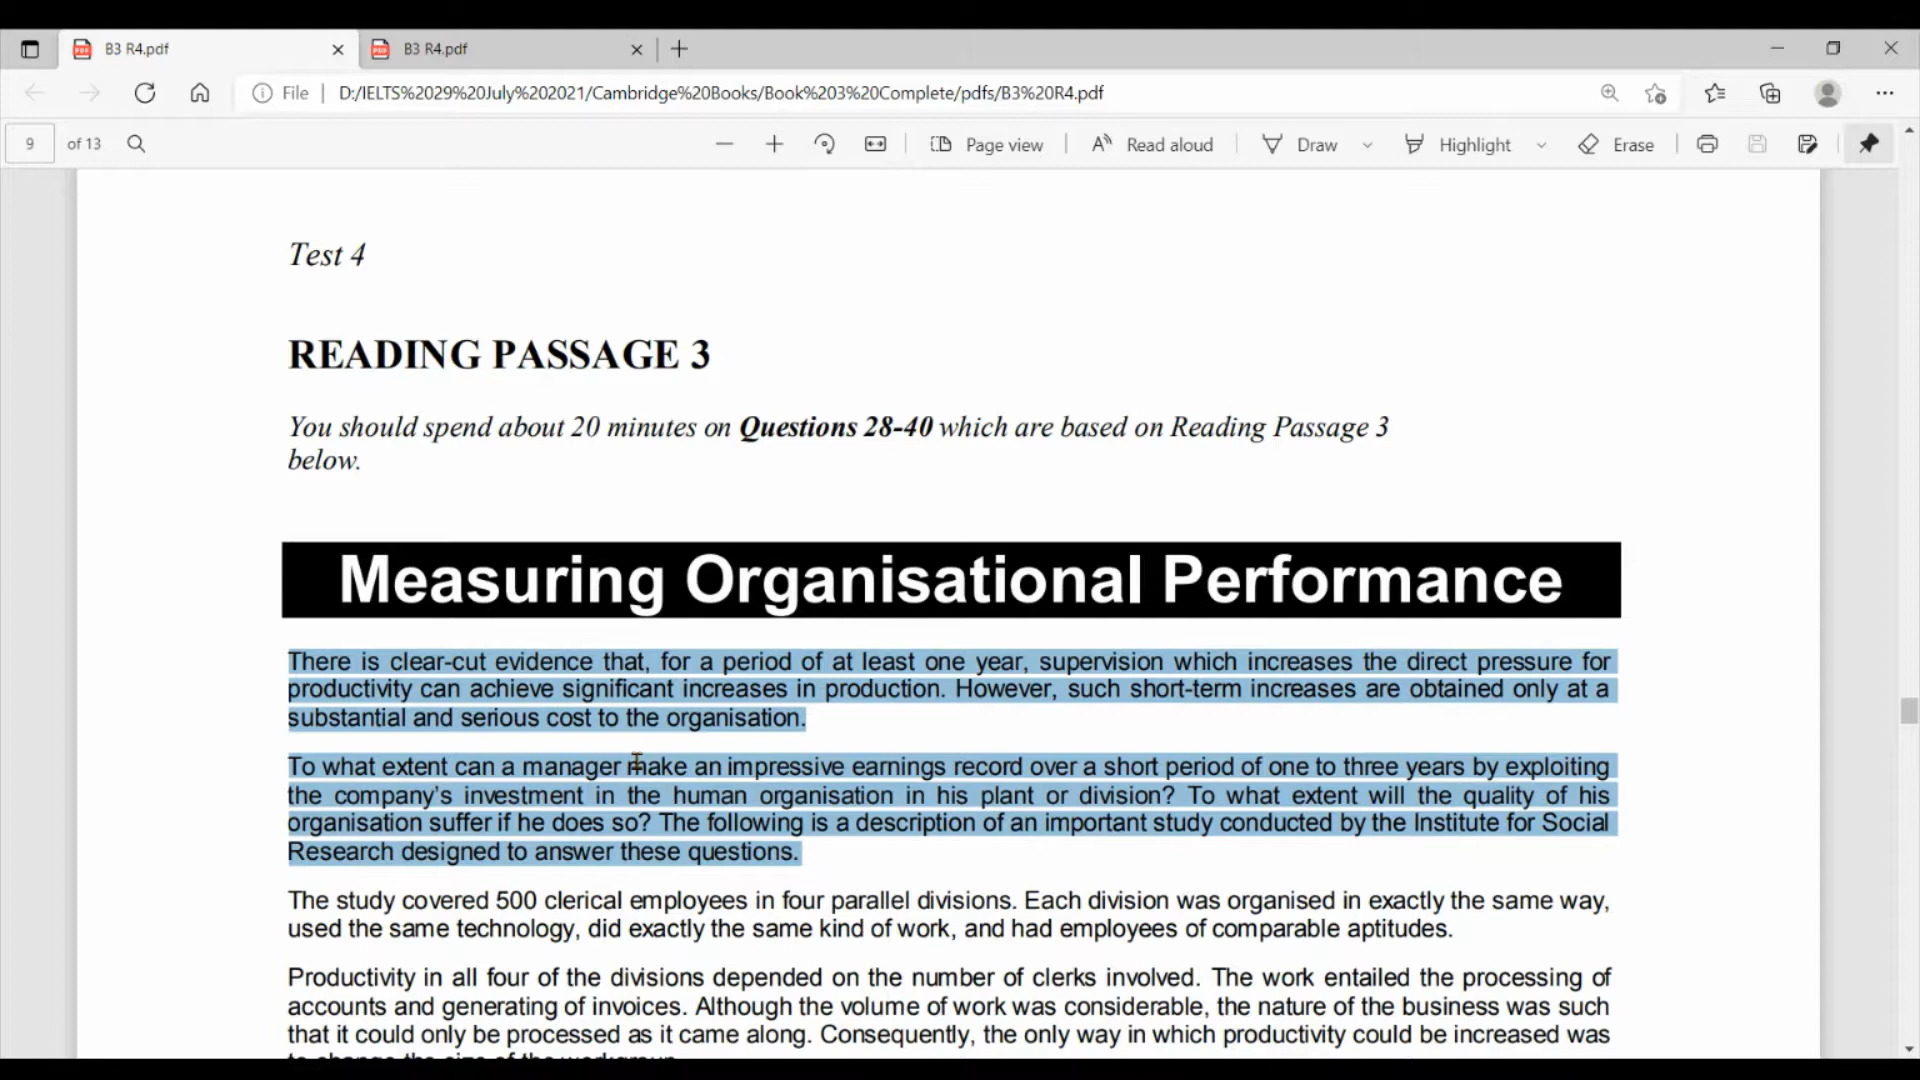 B3 R4.pdf
B3 R4.pdf
File
D:/IELTS%2029%20July%202021/Cambridge%20Books/Book%203%20Complete/pdfs/B3%20R4.pdf
9 of 13
Page view
Read aloud
Draw
Highlight
Erase
Test 4
READING PASSAGE 3
You should spend about 20 minutes on Questions 28-40 which are based on Reading Passage 3
below.
Measuring Organisational Performance
There is clear-cut evidence that, for a period of at least one year, supervision which increases the direct pressure for
productivity can achieve significant increases in production. However, such short-term increases are obtained only at a
substantial and serious cost to the organisation.
To what extent can a manager make an impressive earnings record over a short period of one to three years by exploiting
the company’s investment in the human organisation in his plant or division? To what extent will the quality of his
organisation suffer if he does so? The following is a description of an important study conducted by the Institute for Social
Research designed to answer these questions.
The study covered 500 clerical employees in four parallel divisions. Each division was organised in exactly the same way,
used the same technology, did exactly the same kind of work, and had employees of comparable aptitudes.
Productivity in all four of the divisions depended on the number of clerks involved. The work entailed the processing of
accounts and generating of invoices. Although the volume of work was considerable, the nature of the business was such
that it could only be processed as it came along. Consequently, the only way in which productivity could be increased was
to change the size of the workgroup.